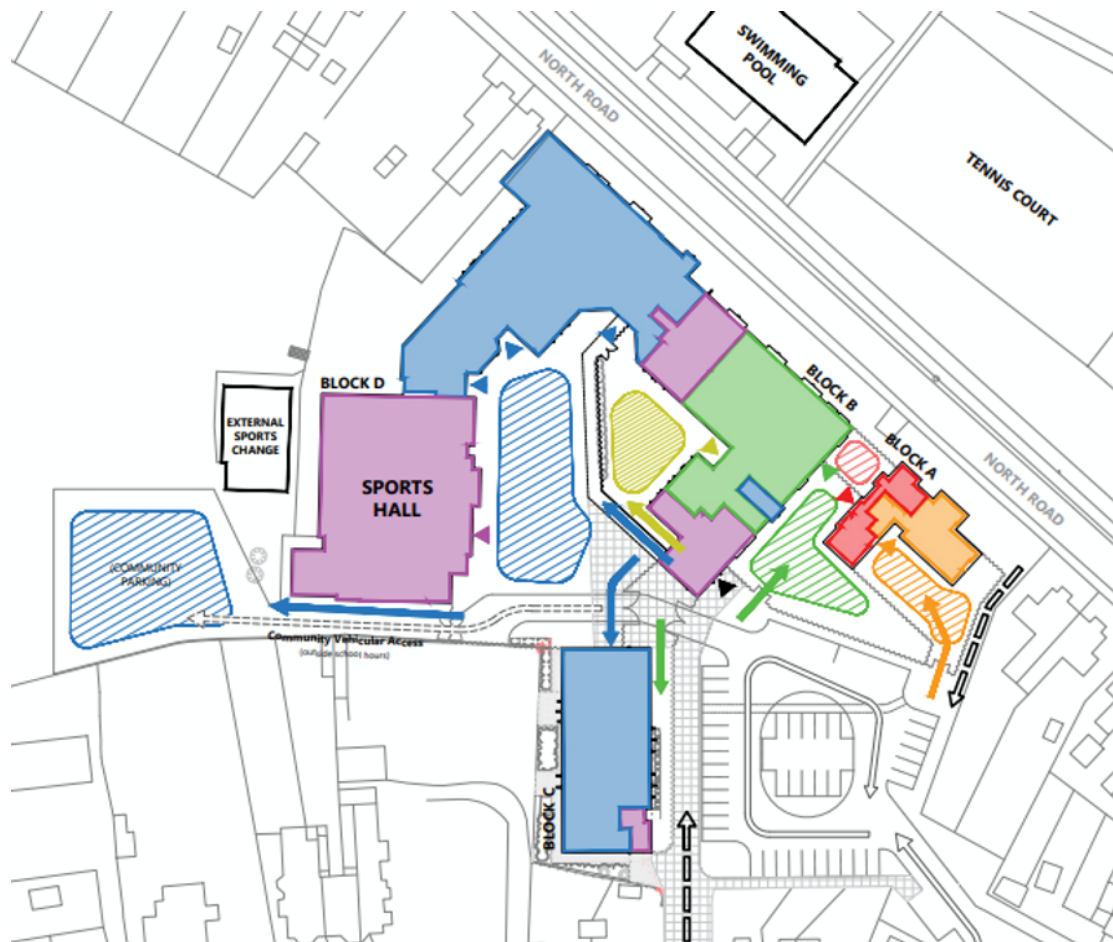 SWIMMING
POOL
NORTH ROAD
TENNIS COURT
BLOCK B
BLOCK D
BLOCK A
EXTERNAL
SPORTS
CHANGE
NORTH ROAD
SPORTS
HALL
(COMMUNITY
PARKING)
Community Vehicular Access
(outside school hours)
BLOCK C